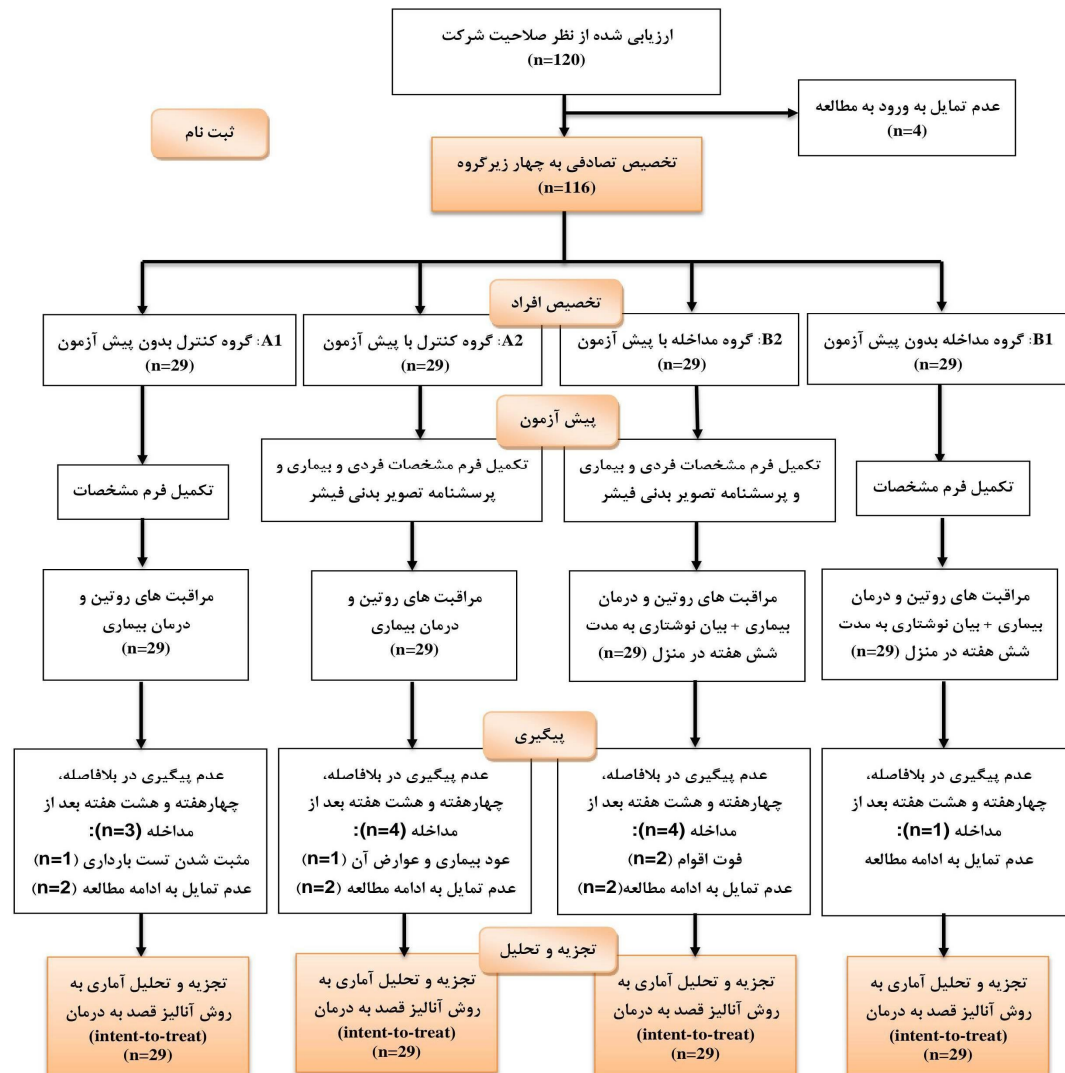 ارزیابی شده از نظر صلاحیت شرکت
(n=120)
عدم تمایل به ورود به مطالعه
(n=4)
ثبت نام
تخصیص تصادفی به چهار زیرگروه
(n=116)
تخصیص افراد
B1: گروه مداخله بدون پیش آزمون
(n=29)
B2: گروه مداخله با پیش آزمون
(n=29)
A2: گروه کنترل با پیش آزمون
(n=29)
A1: گروه کنترل بدون پیش آزمون
(n=29)
پیش آزمون
تکمیل فرم مشخصات
تکمیل فرم مشخصات فردی و بیماری
و پرسشنامه تصویر بدنی فیشر
تکمیل فرم مشخصات فردی و بیماری و
پرسشنامه تصویر بدنی فیشر
تکمیل فرم مشخصات
مراقبت های روتین و درمان
بیماری + بیان نوشتاری به مدت
شش هفته در منزل (n=29)
مراقبت های روتین و درمان
بیماری + بیان نوشتاری به مدت
شش هفته در منزل (n=29)
مراقبت های روتین و
درمان بیماری
(n=29)
مراقبت های روتین و
درمان بیماری
(n=29)
پیگیری
عدم پیگیری در بلافاصله،
چهارهفته و هشت هفته بعد از
مداخله (n=1):
عدم تمایل به ادامه مطالعه
عدم پیگیری در بلافاصله،
چهارهفته و هشت هفته بعد از
مداخله (n=4):
فوت اقوام (n=2)
عدم تمایل به ادامه مطالعه(n=2)
عدم پیگیری در بلافاصله،
چهارهفته و هشت هفته بعد از
مداخله (n=4):
عود بیماری و عوارض آن (n=1)
عدم تمایل به ادامه مطالعه (n=2)
عدم پیگیری در بلافاصله،
چهارهفته و هشت هفته بعد از
مداخله (n=3):
مثبت شدن تست بارداری (n=1)
عدم تمایل به ادامه مطالعه (n=2)
تجزیه و تحلیل
تجزیه و تحلیل آماری به
روش آنالیز قصد به درمان
(intent-to-treat)
(n=29)
تجزیه و تحلیل آماری به
روش آنالیز قصد به درمان
(intent-to-treat)
(n=29)
تجزیه و تحلیل آماری به
روش آنالیز قصد به درمان
(intent-to-treat)
(n=29)
تجزیه و تحلیل آماری به
روش آنالیز قصد به درمان
(intent-to-treat)
(n=29)